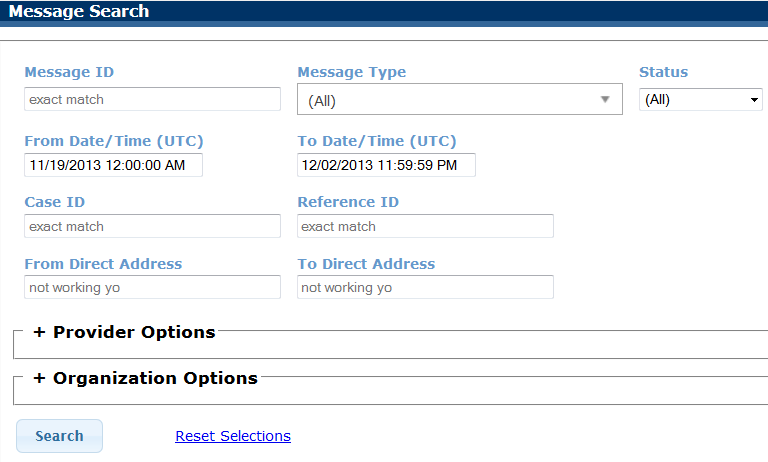 Message Search
Message ID Message Type Status
exact match (All) (All)
From Date/Time (UTC) To Date/Time (UTC)
11/19/2013 12:00:00 AM 12/02/2013 11:59:59 PM
Case ID Reference ID
exact match exact match
From Direct Address To Direct Address
not working yo not working yo
+ Provider Options
+ Organization Options
Search Reset Selections